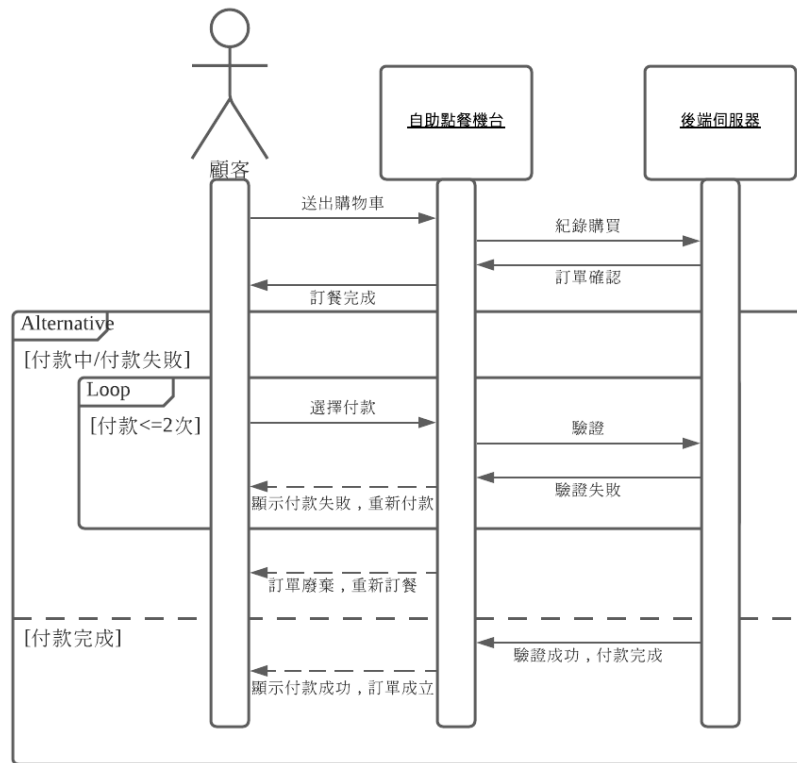 自助點餐機台
後端伺服器
顧客
送出購物車
紀錄購買
訂單確認
訂餐完成
Alternative
[付款中/付款失敗]
Loop
選擇付款
[付款<=2次]
驗證
驗證失敗
顯示付款失敗，重新付款
訂單廢棄，重新訂餐
[付款完成]
驗證成功，付款完成
顯示付款成功，訂單成立